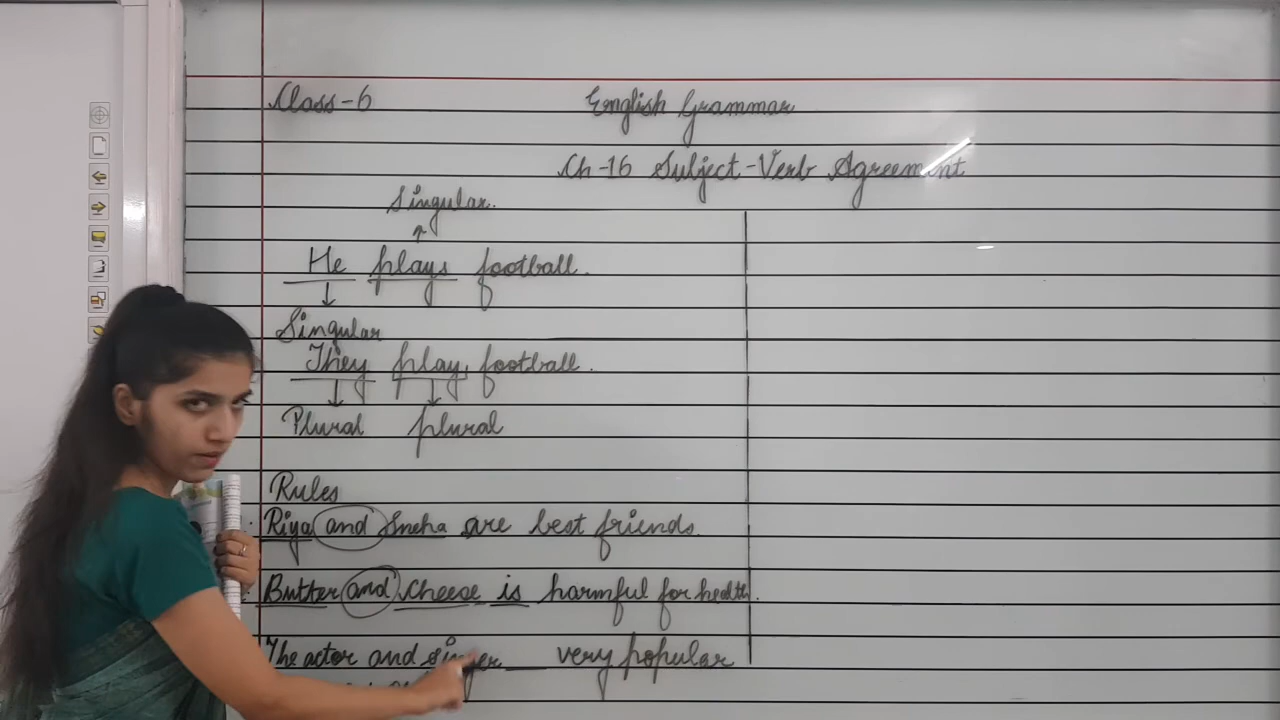 Class-6 English Grammar
Ch-16 Subject-Verb Agreement
Singular.
He plays football.
Singular
They play football.
Plural plural
Rules
Riya and Sneha are best friends.
Butter and cheese is harmful for health.
The actor and singer ___ very popular